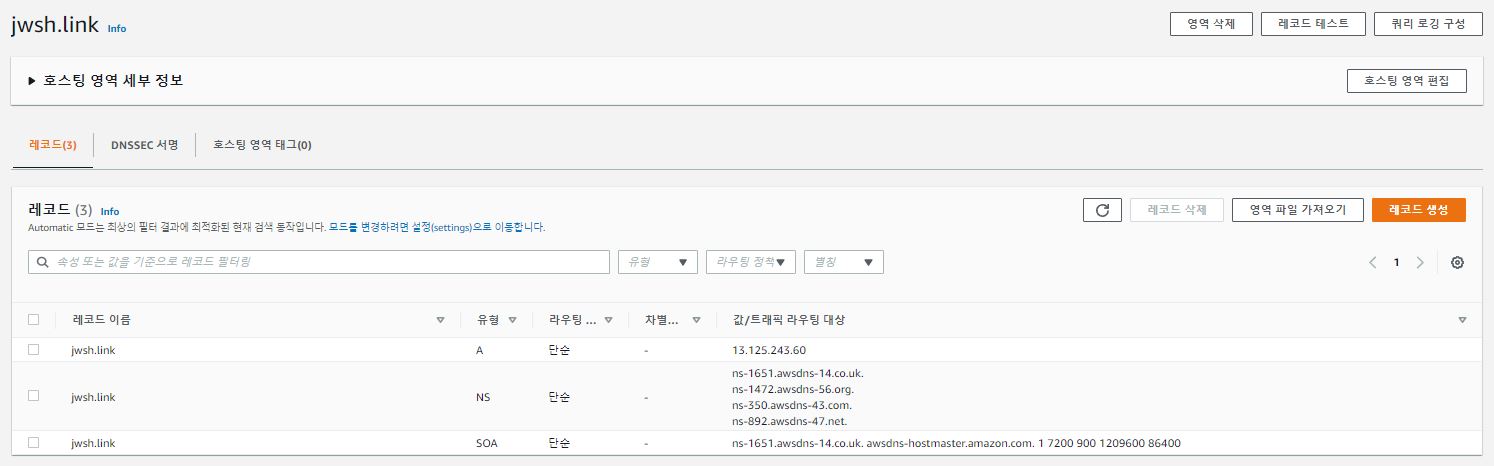 jwsh.link Info 영역 삭제 레코드 테스트 쿼리 로깅 구성
▶ 호스팅 영역 세부 정보 호스팅 영역 편집
레코드(3) DNSSEC 서명 호스팅 영역 태그(0)
레코드 (3) Info 레코드 삭제 영역 파일 가져오기 레코드 생성
Automatic 모드는 최상의 필터 결과에 최적화된 현재 검색 동작입니다. 모드를 변경하려면 설정(settings)으로 이동합니다.
속성 또는 값을 기준으로 레코드 필터링 유형 라우팅 정책 별칭 1
레코드 이름 유형 라우팅 ... 차별... 값/트래픽 라우팅 대상
jwsh.link A 단순 - 13.125.243.60
ns-1651.awsdns-14.co.uk.
ns-1472.awsdns-56.org.
jwsh.link NS 단순 -
ns-350.awsdns-43.com.
ns-892.awsdns-47.net.
jwsh.link SOA 단순 - ns-1651.awsdns-14.co.uk. awsdns-hostmaster.amazon.com. 1 7200 900 1209600 86400